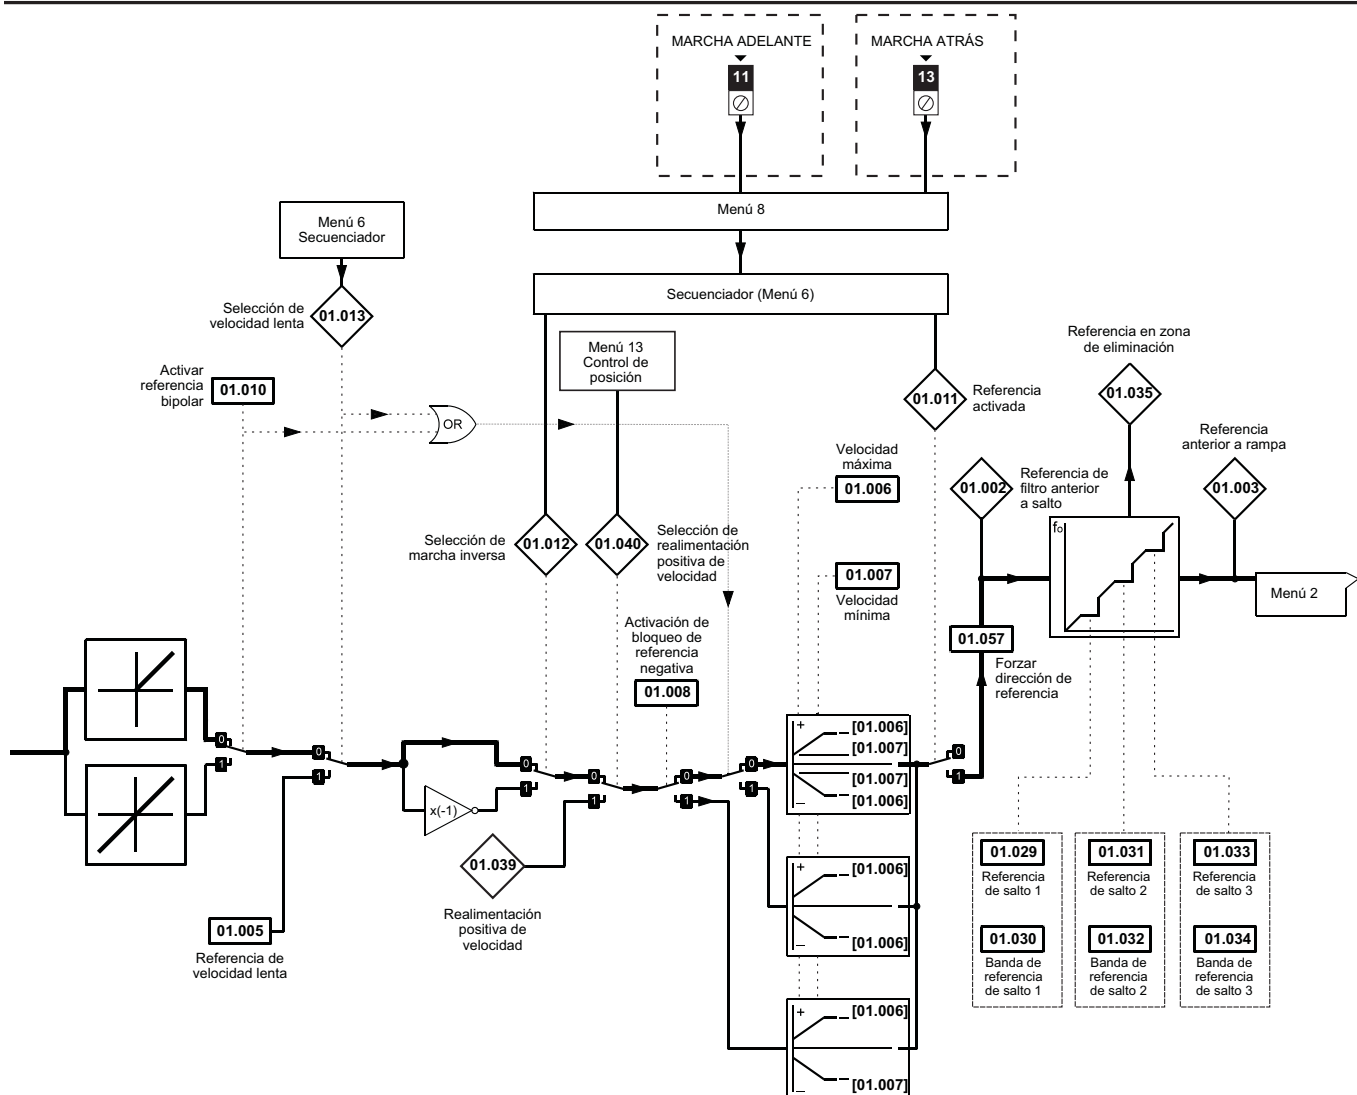 MARCHA ADELANTE
11
MARCHA ATRÁS
13
Menú 8
Menú 6
Secuenciador
Secuenciador (Menú 6)
Selección de
velocidad lenta
01.013
Activar
referencia
bipolar
01.010
OR
Menú 13
Control de
posición
01.011
Referencia
activada
Referencia en zona
de eliminación
01.035
Velocidad
máxima
01.006
01.002
Referencia de
filtro anterior
a salto
Referencia
anterior a rampa
01.003
Selección de
marcha inversa
01.012
01.040
Selección de
realimentación
positiva de
velocidad
01.007
Velocidad
mínima
fo
Menú 2
Activación de
bloqueo de
referencia
negativa
01.008
01.057
Forzar
dirección de
referencia
0
1
0
1
x(-1)
0
1
0
1
0
1
0
1
+
[01.006]
[01.007]
[01.007]
[01.006]
–
0
1
01.039
Realimentación
positiva de
velocidad
01.005
Referencia de
velocidad lenta
+
[01.006]
–
[01.006]
+
[01.006]
–
[01.007]
01.029
Referencia
de salto 1
01.030
Banda de
referencia
de salto 1
01.031
Referencia
de salto 2
01.032
Banda de
referencia
de salto 2
01.033
Referencia
de salto 3
01.034
Banda de
referencia
de salto 3